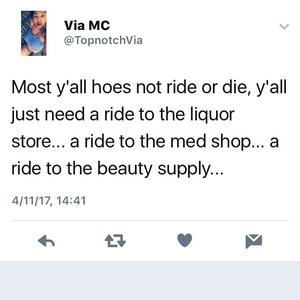 Via MC
@TopnotchVia
Most y'all hoes not ride or die, y'all
just need a ride to the liquor
store... a ride to the med shop... a
ride to the beauty supply...
4/11/17, 14:41